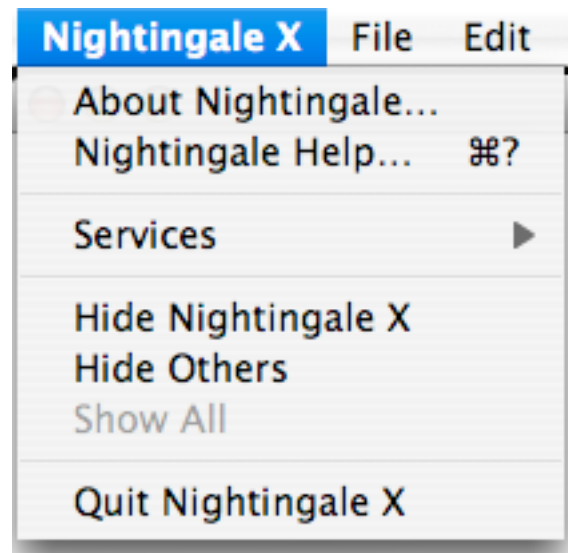 Nightingale X File Edit
About Nightingale...
Nightingale Help... ⌘?
Services ▶
Hide Nightingale X
Hide Others
Show All
Quit Nightingale X